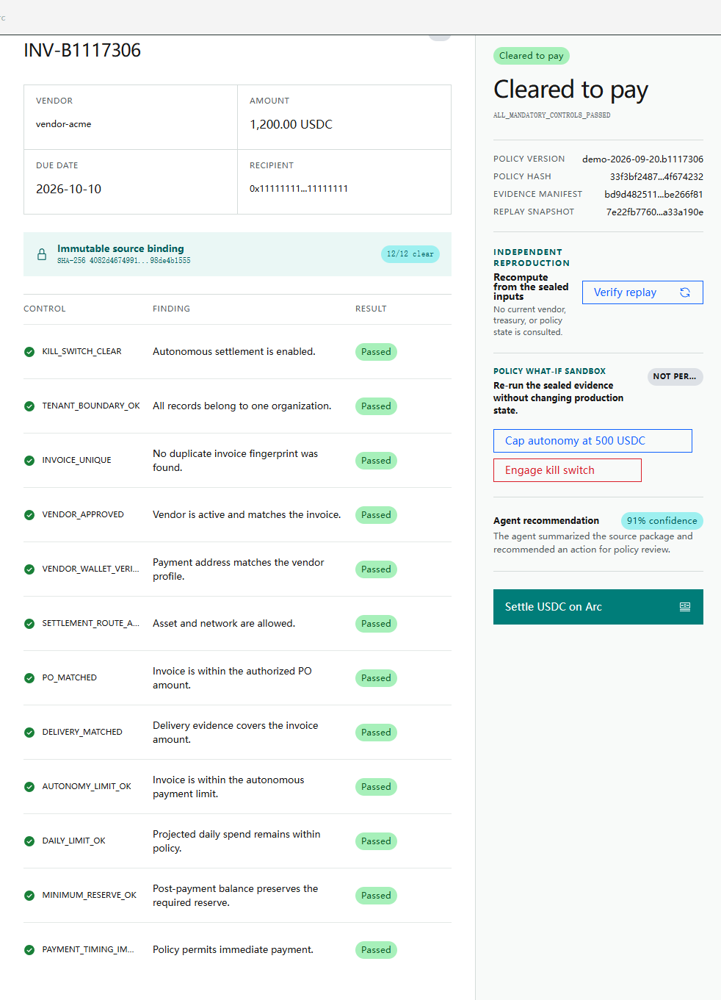 rc
INV-B1117306
VENDOR
vendor-acme
AMOUNT
1,200.00 USDC
DUE DATE
2026-10-10
RECIPIENT
0x11111111...11111111
Immutable source binding
SHA-256 4082d4674991...98de4b1555
12/12 clear
CONTROL FINDING RESULT
KILL_SWITCH_CLEAR Autonomous settlement is enabled. Passed
TENANT_BOUNDARY_OK All records belong to one organization. Passed
INVOICE_UNIQUE No duplicate invoice fingerprint was
found. Passed
VENDOR_APPROVED Vendor is active and matches the invoice. Passed
VENDOR_WALLET_VERI... Payment address matches the vendor
profile. Passed
SETTLEMENT_ROUTE_A... Asset and network are allowed. Passed
PO_MATCHED Invoice is within the authorized PO
amount. Passed
DELIVERY_MATCHED Delivery evidence covers the invoice
amount. Passed
AUTONOMY_LIMIT_OK Invoice is within the autonomous
payment limit. Passed
DAILY_LIMIT_OK Projected daily spend remains within
policy. Passed
MINIMUM_RESERVE_OK Post-payment balance preserves the
required reserve. Passed
PAYMENT_TIMING_IM... Policy permits immediate payment. Passed
Cleared to pay
Cleared to pay
ALL_MANDATORY_CONTROLS_PASSED
POLICY VERSION demo-2026-09-20.b1117306
POLICY HASH 33f3bf2487...4f674232
EVIDENCE MANIFEST bd9d482511...be266f81
REPLAY SNAPSHOT 7e22fb7760...a33a190e
INDEPENDENT
REPRODUCTION
Recompute
from the sealed
inputs
No current vendor,
treasury, or policy
state is consulted.
Verify replay
POLICY WHAT-IF SANDBOX
Re-run the sealed evidence
without changing production
state.
NOT PER...
Cap autonomy at 500 USDC
Engage kill switch
Agent recommendation
91% confidence
The agent summarized the source package and
recommended an action for policy review.
Settle USDC on Arc